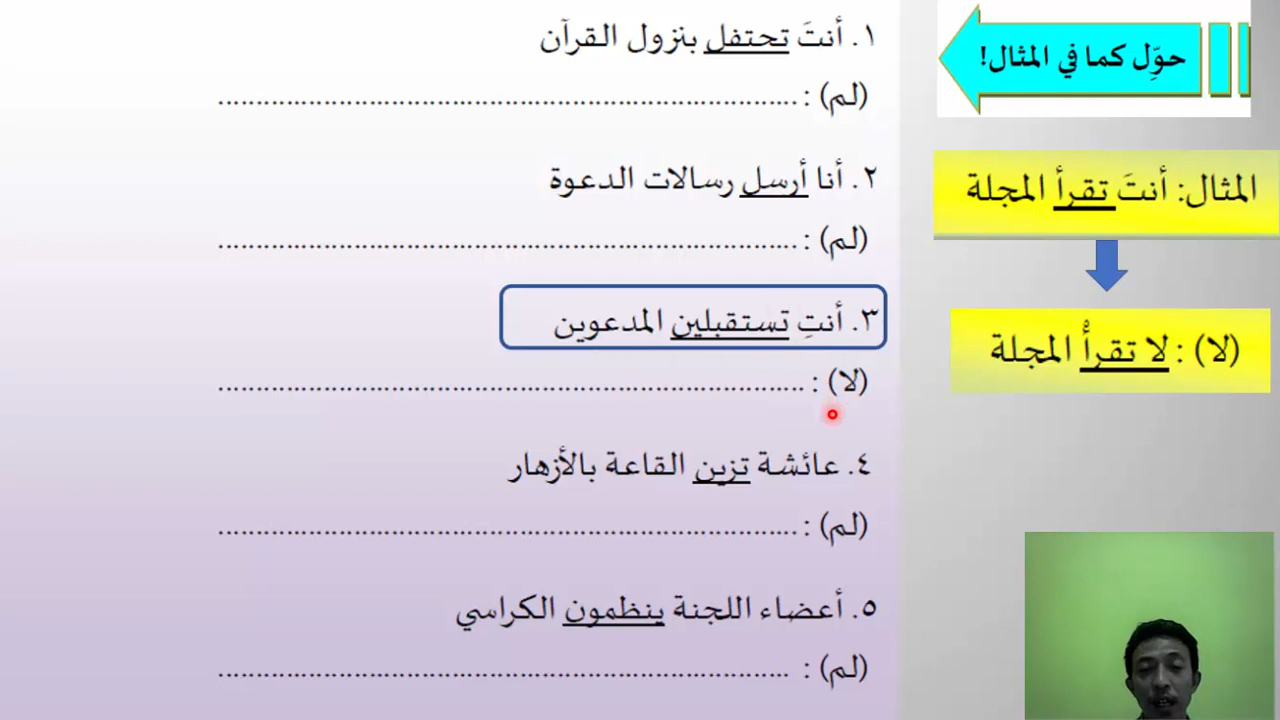 حوِّل كما في المثال!
المثال: أنتَ تقرأ المجلة
(لا) : لا تقرأْ المجلة
١. أنتَ تحتفل بنزول القرآن
(لم) : ........................................................................
٢. أنا أرسل رسالات الدعوة
(لم) : ........................................................................
٣. أنتِ تستقبلين المدعوين
(لا) : ........................................................................
٤. عائشة تزين القاعة بالأزهار
(لم) : ........................................................................
٥. أعضاء اللجنة ينظمون الكراسي
(لم) : ........................................................................